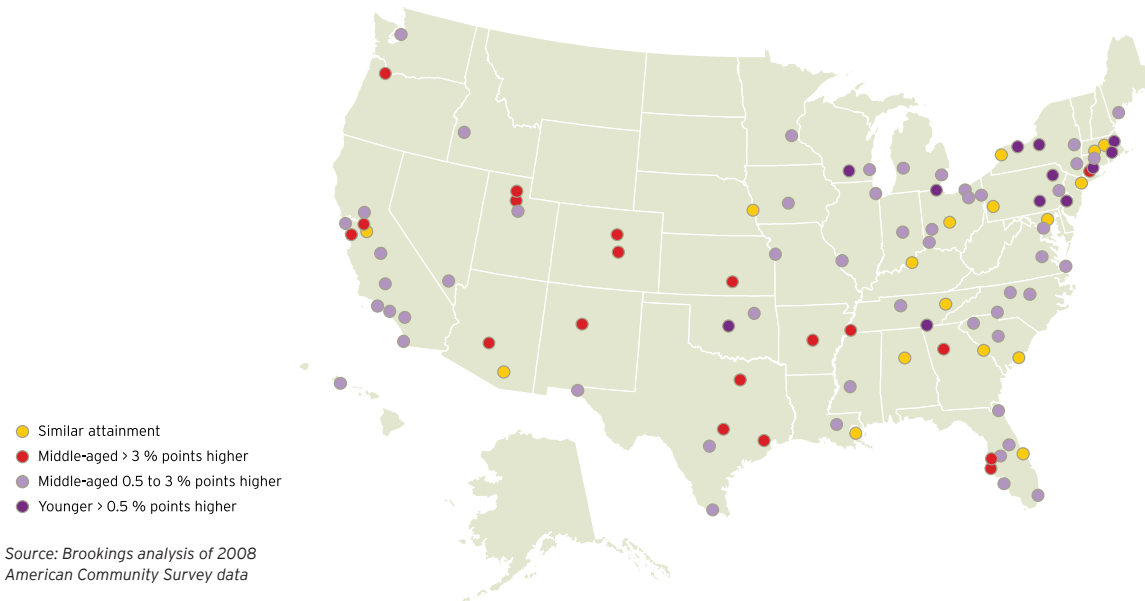 Similar attainment
Middle-aged > 3 % points higher
Middle-aged 0.5 to 3 % points higher
Younger > 0.5 % points higher
Source: Brookings analysis of 2008
American Community Survey data